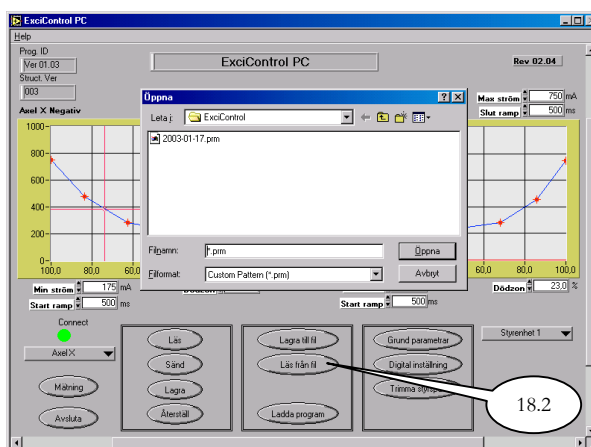 ExciControl PC
Help
Prog. ID
Ver 01.03
Struct. Ver
003
ExciControl PC
Rev 02.04
Axel X Negativ
Max ström 750 mA
Slut ramp 500 ms
Öppna
Leta i: ExciControl
2003-01-17.prm
Filnamn: *.prm
Öppna
Filformat: Custom Pattern (*.prm)
Avbryt
1000
800
600
400
200
0
100,0 80,0 60,0
60,0 80,0 100,0
Min ström 175 mA
Start ramp 500 ms
Start ramp 500 ms
Dödzon 23,0 %
Connect
Axel X
Mätning
Avsluta
Läs
Sänd
Lagra
Återställ
Lagra till fil
Läs från fil
Ladda program
Grund parametrar
Digital inställning
Trimma
Styrenhet 1
18.2